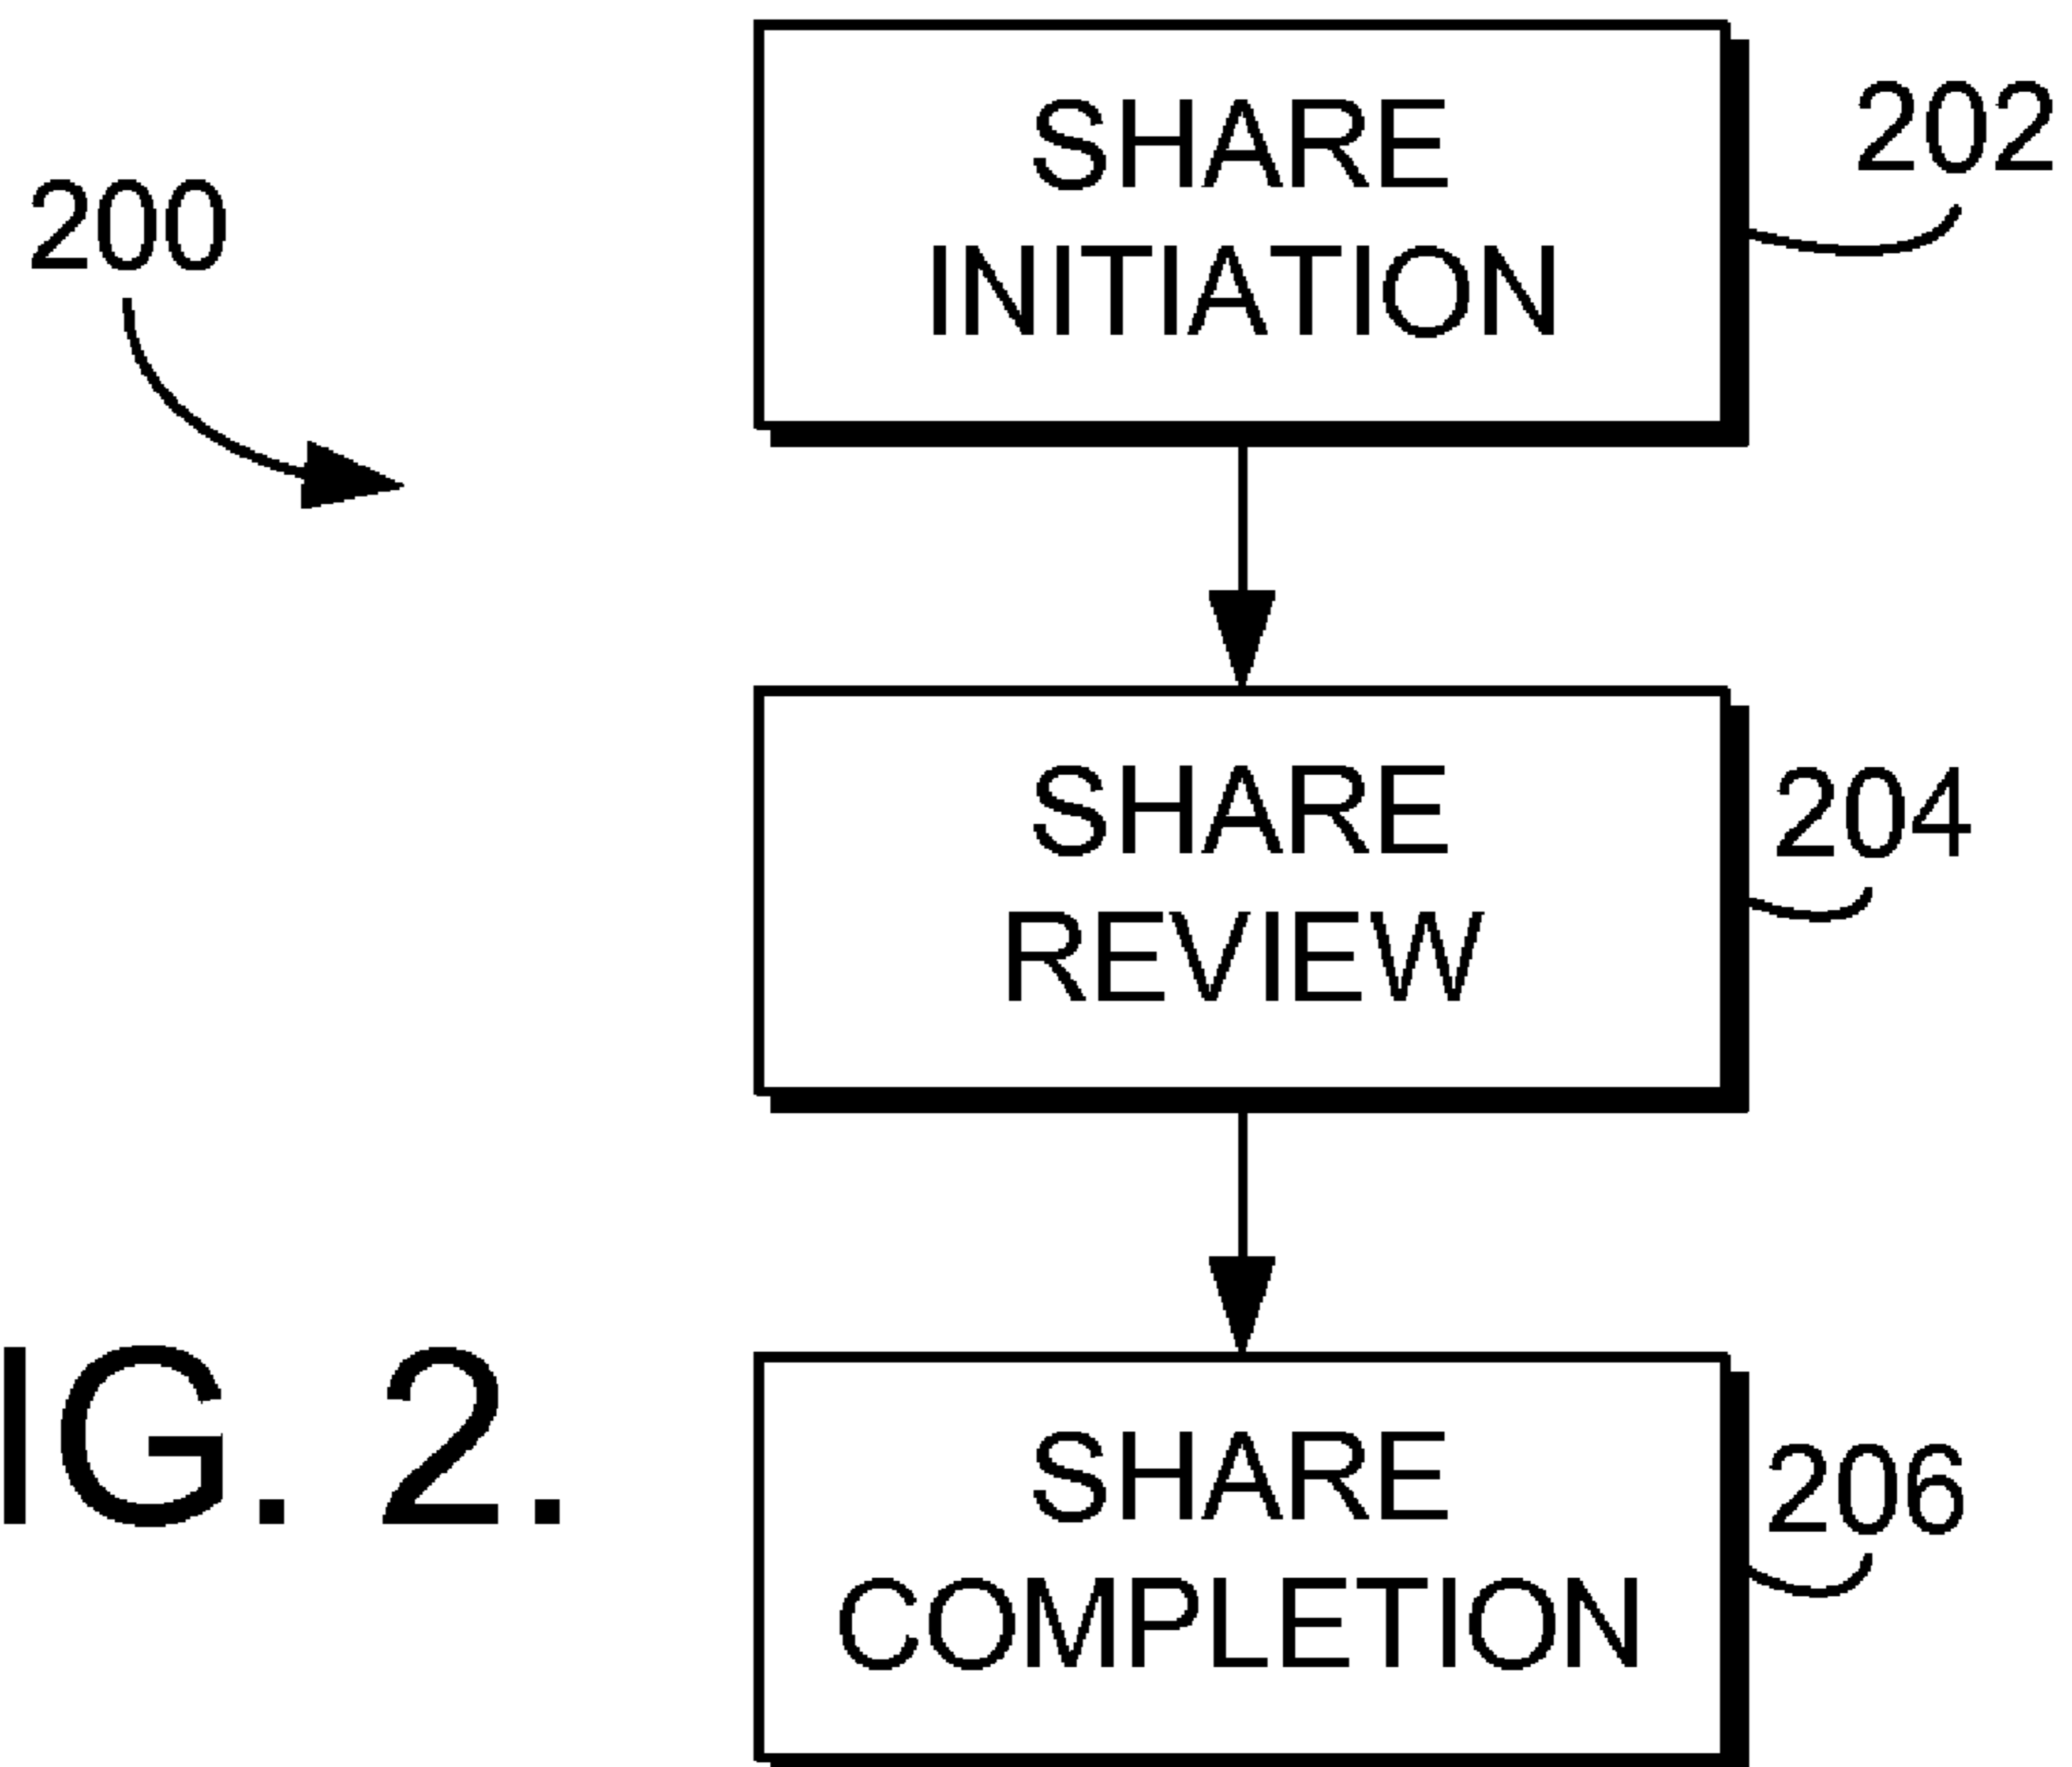 200
SHARE
INITIATION
202
SHARE
REVIEW
204
SHARE
COMPLETION
206
IG. 2.